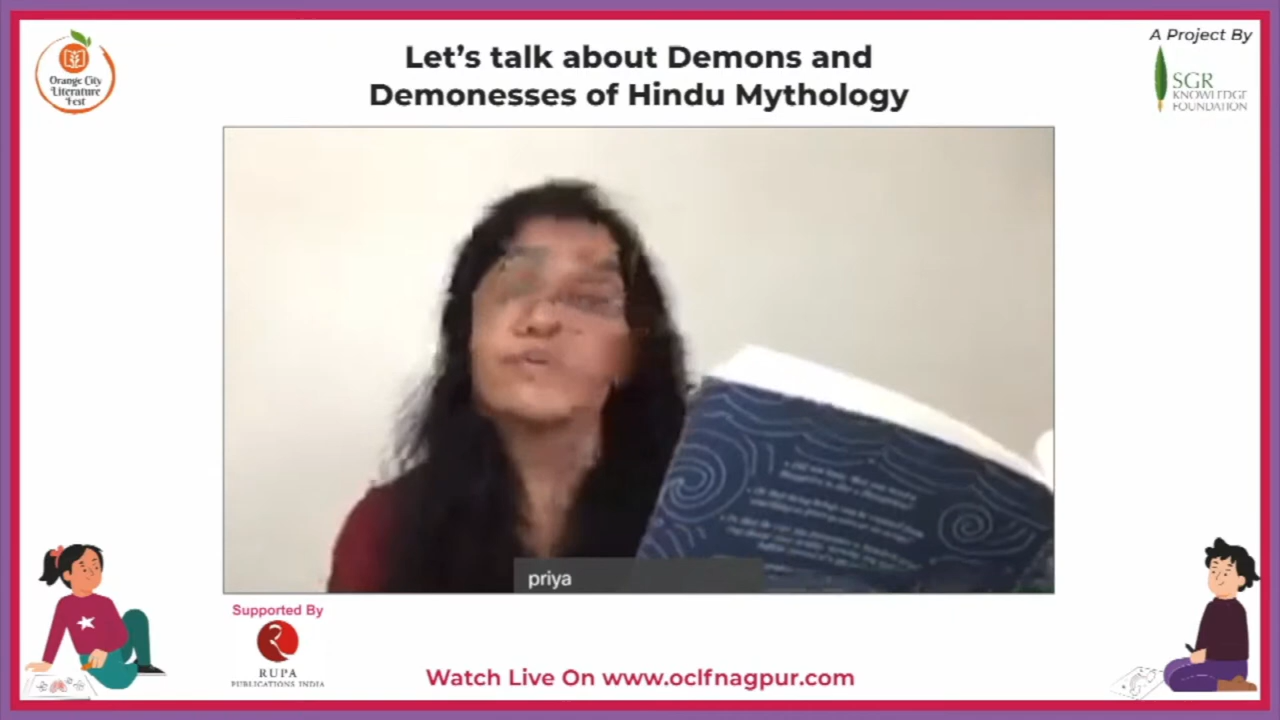 Orange City
Literature
Fest
Let's talk about Demons and
Demonesses of Hindu Mythology
A Project By
SGR
KNOWLEDGE
FOUNDATION
priya
Supported By
RUPA
PUBLICATIONS INDIA
Watch Live On www.oclfnagpur.com